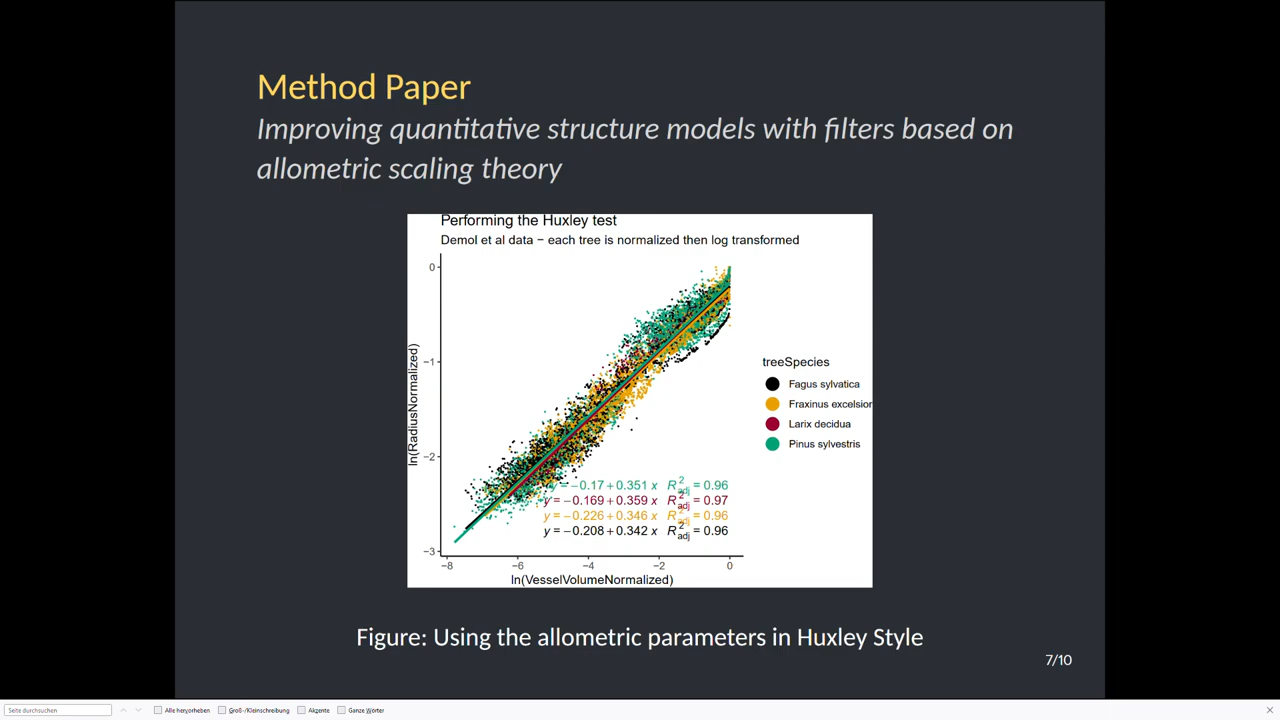 Method Paper
Improving quantitative structure models with filters based on
allometric scaling theory
Performing the Huxley test
Demol et al data − each tree is normalized then log transformed
0
−1
−2
−3
ln(RadiusNormalized)
treeSpecies
Fagus sylvatica
Fraxinus excelsior
Larix decidua
Pinus sylvestris
y = −0.17 + 0.351 x R²adj = 0.96
y = −0.169 + 0.359 x R²adj = 0.97
y = −0.226 + 0.346 x R²adj = 0.96
y = −0.208 + 0.342 x R²adj = 0.96
−8 −6 −4 −2 0
ln(VesselVolumeNormalized)
Figure: Using the allometric parameters in Huxley Style
7/10
Seite durchsuchen Alle hervorheben Groß-/Kleinschreibung Akzente Ganze Wörter